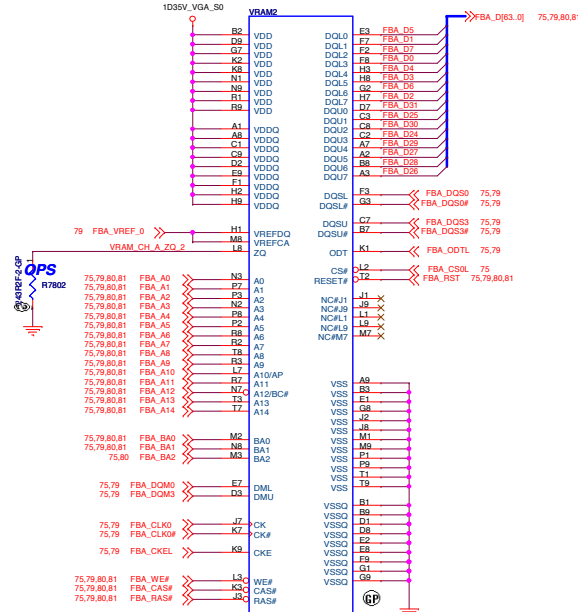 1D35V_VGA_S0
VRAM2
FBA_D[63..0] 75,79,80,81
B2 VDD
D9 VDD
G7 VDD
K2 VDD
K8 VDD
N1 VDD
N9 VDD
R1 VDD
R9 VDD
A1 VDDQ
A8 VDDQ
C1 VDDQ
C9 VDDQ
D2 VDDQ
E9 VDDQ
F1 VDDQ
H2 VDDQ
H9 VDDQ
79 FBA_VREF_0 H1 VREFDQ
M8 VREFCA
VRAM_CH_A_ZQ_2 L8 ZQ
OPS
R7802
75,79,80,81 FBA_A0 N3 A0
75,79,80,81 FBA_A1 P7 A1
75,79,80,81 FBA_A2 P3 A2
75,79,80,81 FBA_A3 N2 A3
75,79,80,81 FBA_A4 P8 A4
75,79,80,81 FBA_A5 P2 A5
75,79,80,81 FBA_A6 R8 A6
75,79,80,81 FBA_A7 R2 A7
75,79,80,81 FBA_A8 T8 A8
75,79,80,81 FBA_A9 R3 A9
75,79,80,81 FBA_A10 L7 A10/AP
75,79,80,81 FBA_A11 R7 A11
75,79,80,81 FBA_A12 N7 A12/BC#
75,79,80,81 FBA_A13 T3 A13
75,79,80,81 FBA_A14 T7 A14
75,79,80,81 FBA_BA0 M2 BA0
75,79,80,81 FBA_BA1 N8 BA1
75,80 FBA_BA2 M3 BA2
75,79 FBA_DQM0 E7 DML
75,79 FBA_DQM3 D3 DMU
75,79 FBA_CLK0 J7 CK
75,79 FBA_CLK0# K7 CK#
75,79 FBA_CKEL K9 CKE
75,79,80,81 FBA_WE# L3 WE#
75,79,80,81 FBA_CAS# K3 CAS#
75,79,80,81 FBA_RAS# J3 RAS#
DQL0 E3 FBA_D5
DQL1 F7 FBA_D1
DQL2 F2 FBA_D7
DQL3 F8 FBA_D0
DQL4 H3 FBA_D4
DQL5 H8 FBA_D3
DQL6 G2 FBA_D6
DQL7 H7 FBA_D2
DQU0 D7 FBA_D31
DQU1 C3 FBA_D25
DQU2 C8 FBA_D30
DQU3 C2 FBA_D24
DQU4 A7 FBA_D29
DQU5 A2 FBA_D27
DQU6 B8 FBA_D28
DQU7 A3 FBA_D26
DQSL F3 FBA_DQS0 75,79
DQSL# G3 FBA_DQS0# 75,79
DQSU C7 FBA_DQS3 75,79
DQSU# B7 FBA_DQS3# 75,79
ODT K1 FBA_ODTL 75,79
CS# L2 FBA_CS0L 75
RESET# T2 FBA_RST 75,79,80,81
NC#J1 J1
NC#J9 J9
NC#L1 L1
NC#L9 L9
NC#M7 M7
VSS A9
VSS B3
VSS E1
VSS G8
VSS J2
VSS J8
VSS M1
VSS M9
VSS P1
VSS P9
VSS T1
VSS T9
VSSQ B1
VSSQ B9
VSSQ D1
VSSQ D8
VSSQ E2
VSSQ E8
VSSQ F9
VSSQ G1
VSSQ G9
GP